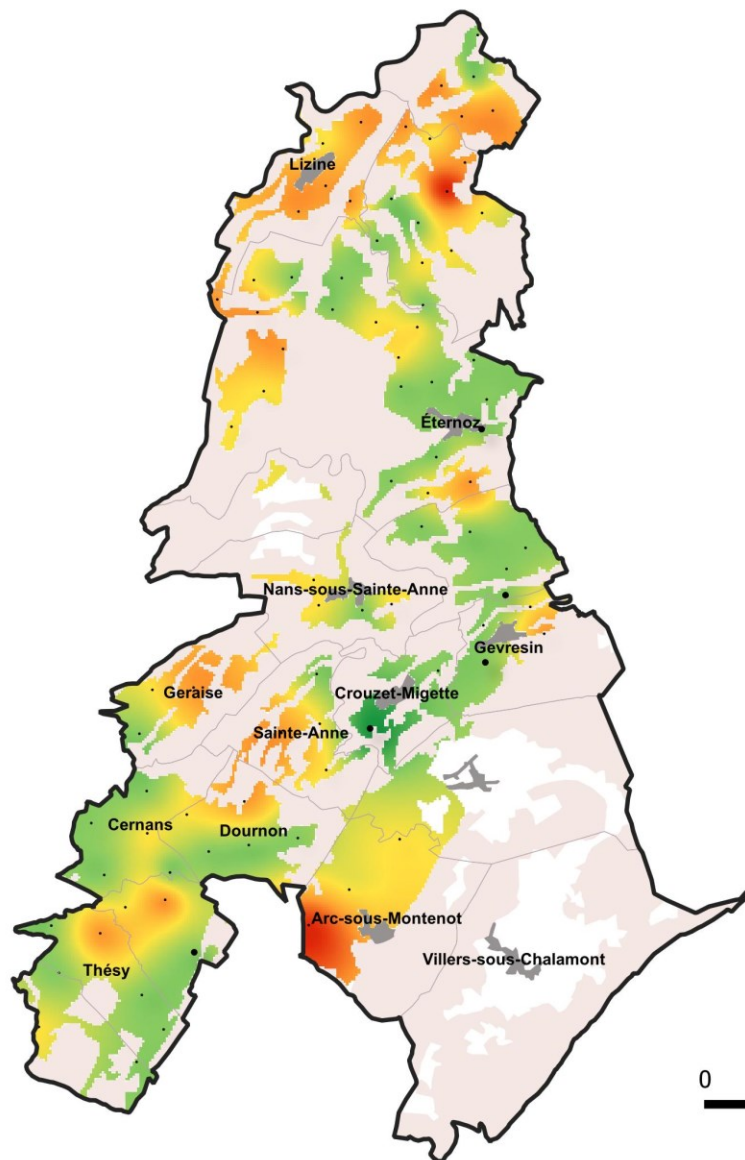 Lizine
Éternoz
Nans-sous-Sainte-Anne
Gevresin
Geraise
Crouzet-Migette
Sainte-Anne
Cernans
Dournon
Arc-sous-Montenot
Villers-sous-Chalamont
Thésy
0